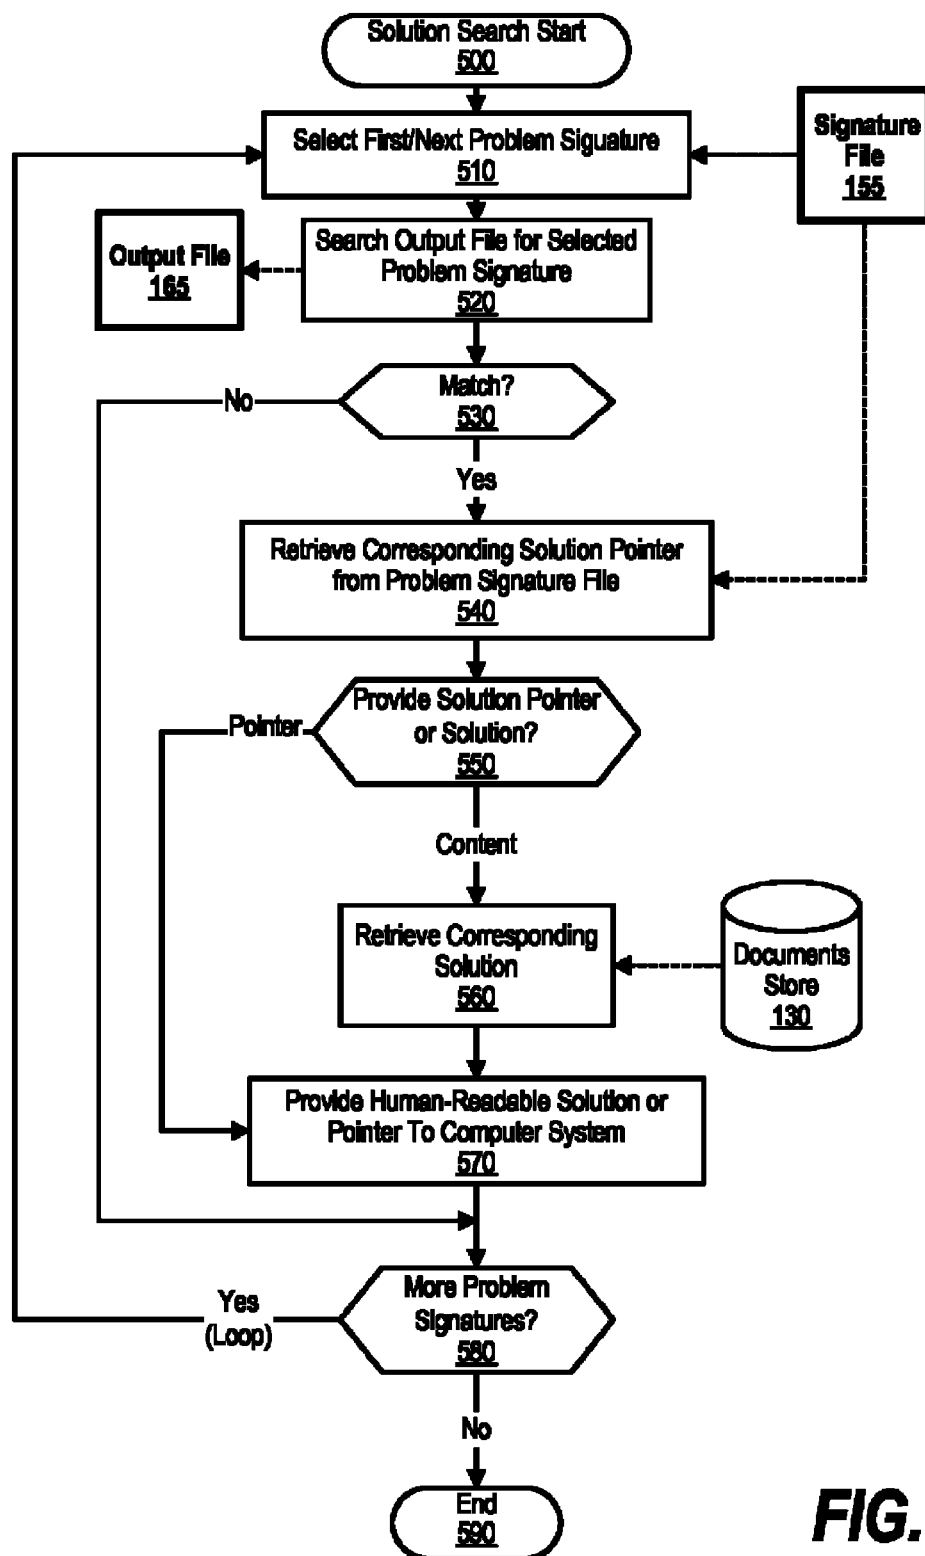 Solution Search Start
500
Select First/Next Problem Siguature
510
Signature
File
155
Output File
165
Search Output File for Selected
Problem Signature
520
Match?
530
No
Yes
Retrieve Corresponding Solution Pointer
from Problem Signature File
540
Provide Solution Pointer
or Solution?
550
Pointer
Content
Retrieve Corresponding
Solution
560
Documents
Store
130
Provide Human-Readable Solution or
Pointer To Computer System
570
More Problem
Signatures?
580
Yes
(Loop)
No
End
590
FIG.